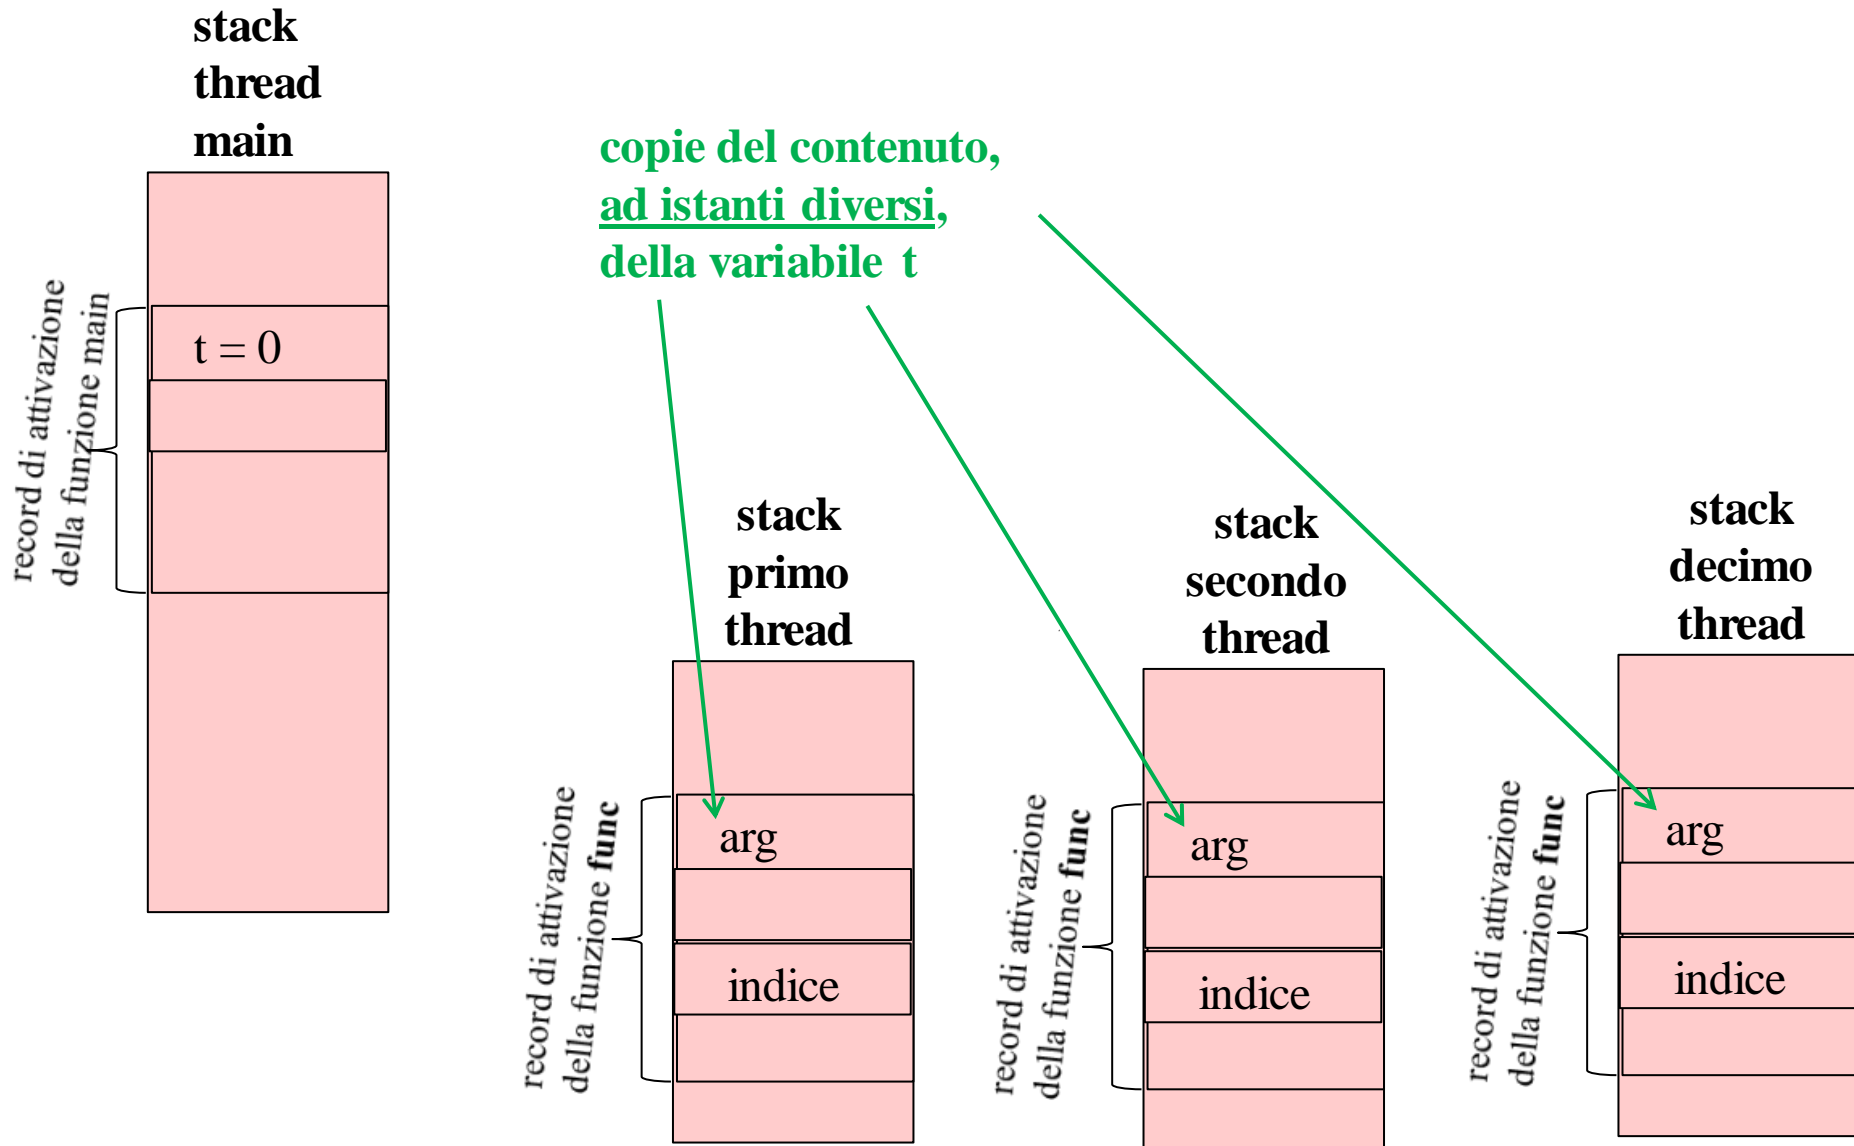 stack
thread
main
copie del contenuto,
ad istanti diversi,
della variabile t
record di attivazione
della funzione main
t = 0
stack
primo
thread
stack
secondo
thread
stack
decimo
thread
record di attivazione
della funzione func
arg
indice
record di attivazione
della funzione func
arg
indice
record di attivazione
della funzione func
arg
indice